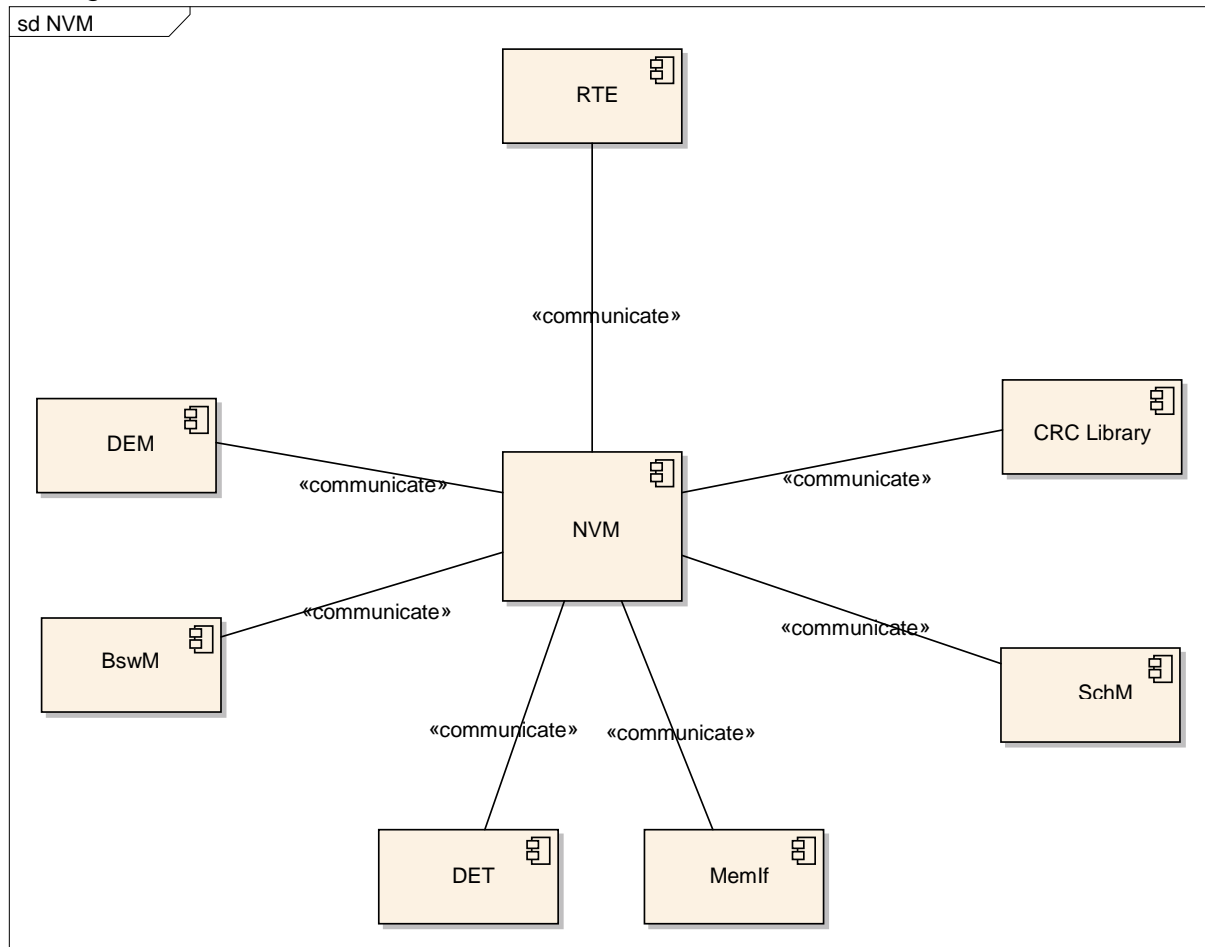 sd NVM
RTE
«communicate»
CRC Library
DEM
«communicate»
«communicate»
NVM
«communicate»
«communicate»
BswM
SchM
«communicate»
«communicate»
DET
MemIf